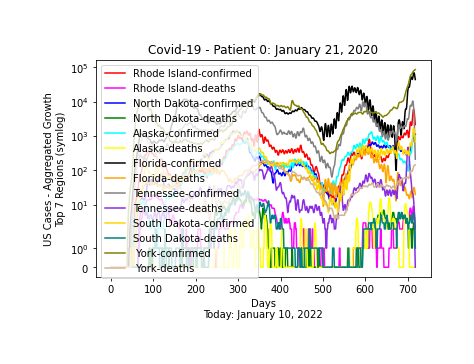 Covid-19 - Patient 0: January 21, 2020
US Cases - Aggregated Growth
Top 7 Regions (symlog)
10^5
10^4
10^3
10^2
10^1
10^0
0
Rhode Island-confirmed
Rhode Island-deaths
North Dakota-confirmed
North Dakota-deaths
Alaska-confirmed
Alaska-deaths
Florida-confirmed
Florida-deaths
Tennessee-confirmed
Tennessee-deaths
South Dakota-confirmed
South Dakota-deaths
York-confirmed
York-deaths
0 100 200 300 400 500 600 700
Days
Today: January 10, 2022